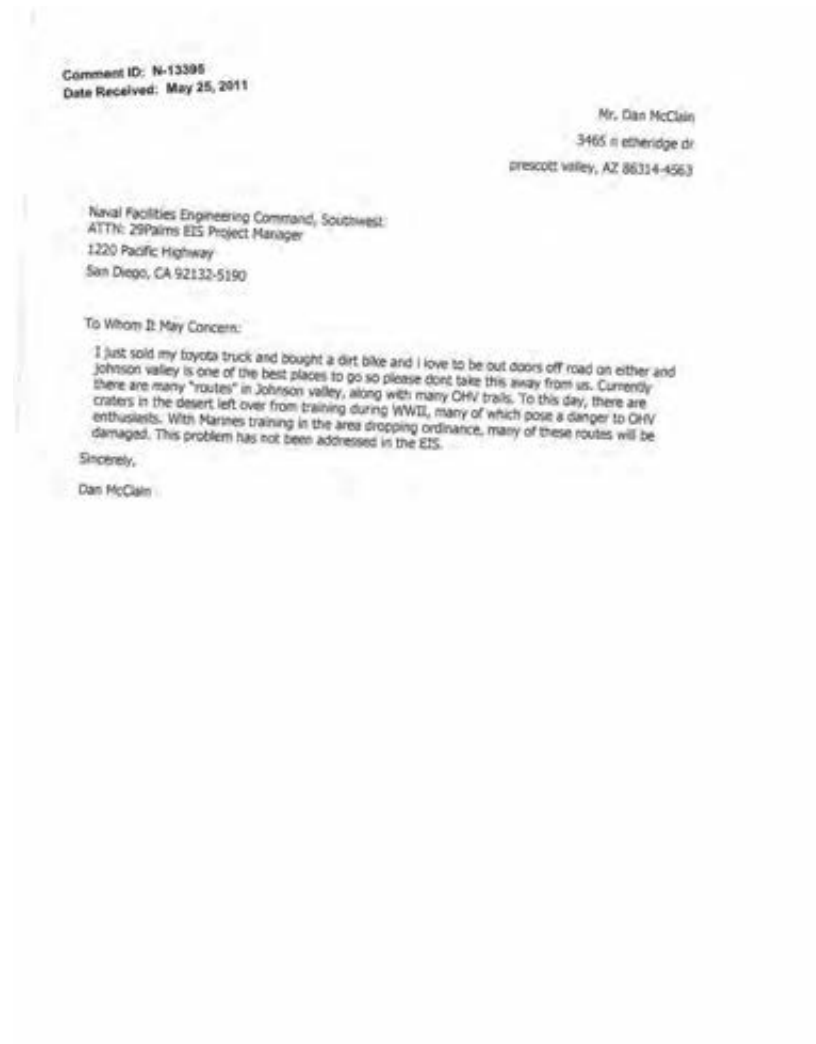 Comment ID: N-13395
Date Received: May 25, 2011
Mr. Dan McClain
3465 n etheridge dr
prescott valley, AZ 86314-4563
Naval Facilities Engineering Command, Southwest
ATTN: 29Palms EIS Project Manager
1220 Pacific Highway
San Diego, CA 92132-5190
To Whom It May Concern:
I just sold my toyota truck and bought a dirt bike and i love to be out doors off road on either and
johnson valley is one of the best places to go so please dont take this away from us. Currently
there are many "routes" in Johnson valley, along with many OHV trails. To this day, there are
craters in the desert left over from training during WWII, many of which pose a danger to OHV
enthusiasts. With Marines training in the area dropping ordinance, many of these routes will be
damaged. This problem has not been addressed in the EIS.
Sincerely,
Dan McClain